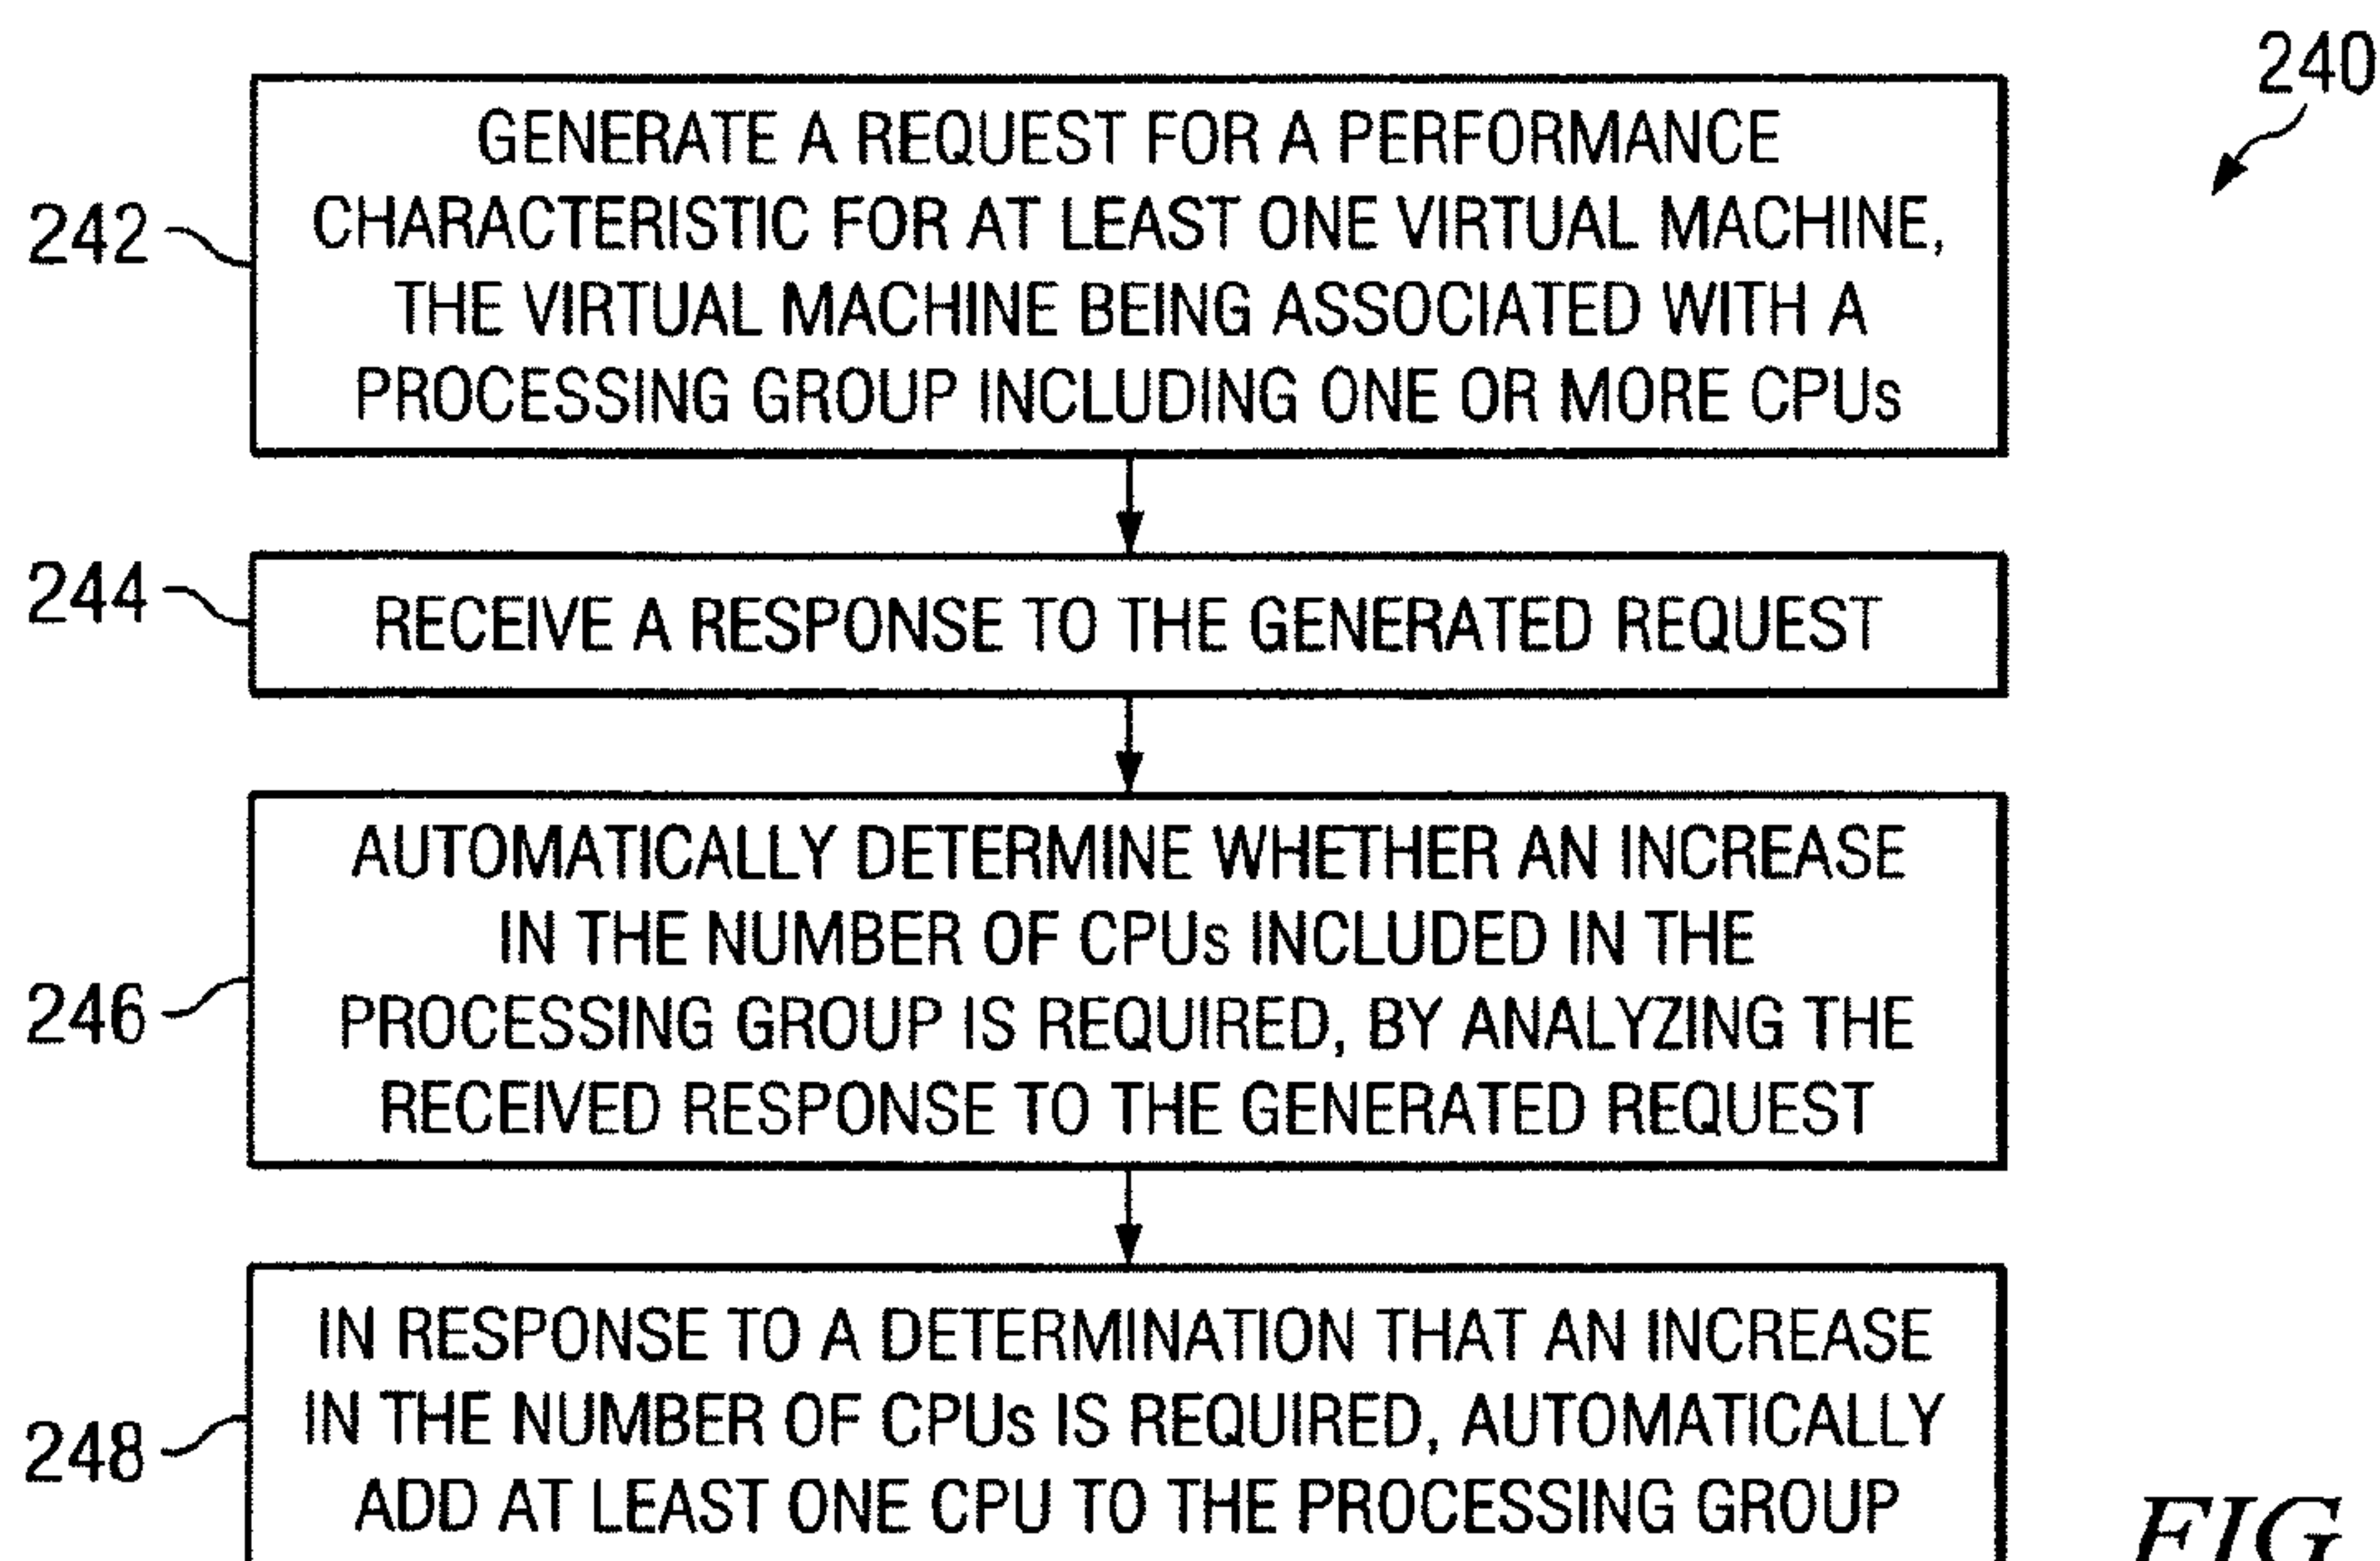 240
242
GENERATE A REQUEST FOR A PERFORMANCE
CHARACTERISTIC FOR AT LEAST ONE VIRTUAL MACHINE,
THE VIRTUAL MACHINE BEING ASSOCIATED WITH A
PROCESSING GROUP INCLUDING ONE OR MORE CPUs
244
RECEIVE A RESPONSE TO THE GENERATED REQUEST
246
AUTOMATICALLY DETERMINE WHETHER AN INCREASE
IN THE NUMBER OF CPUs INCLUDED IN THE
PROCESSING GROUP IS REQUIRED, BY ANALYZING THE
RECEIVED RESPONSE TO THE GENERATED REQUEST
248
IN RESPONSE TO A DETERMINATION THAT AN INCREASE
IN THE NUMBER OF CPUs IS REQUIRED, AUTOMATICALLY
ADD AT LEAST ONE CPU TO THE PROCESSING GROUP
FIG